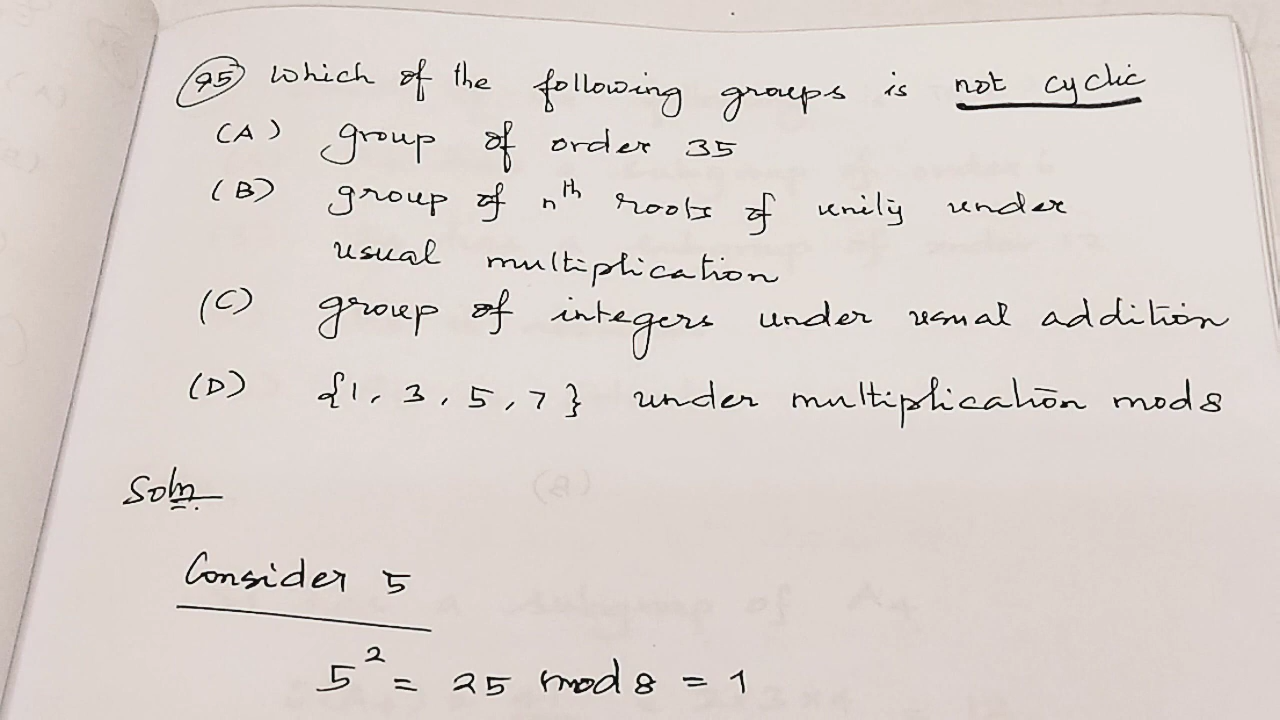 95 Which of the following groups is not cyclic
(A) group of order 35
(B) group of nth roots of unity under
usual multiplication
(C) group of integers under usual addition
(D) {1, 3, 5, 7} under multiplication mod 8
Soln.
Consider 5
5² = 25 mod 8 = 1